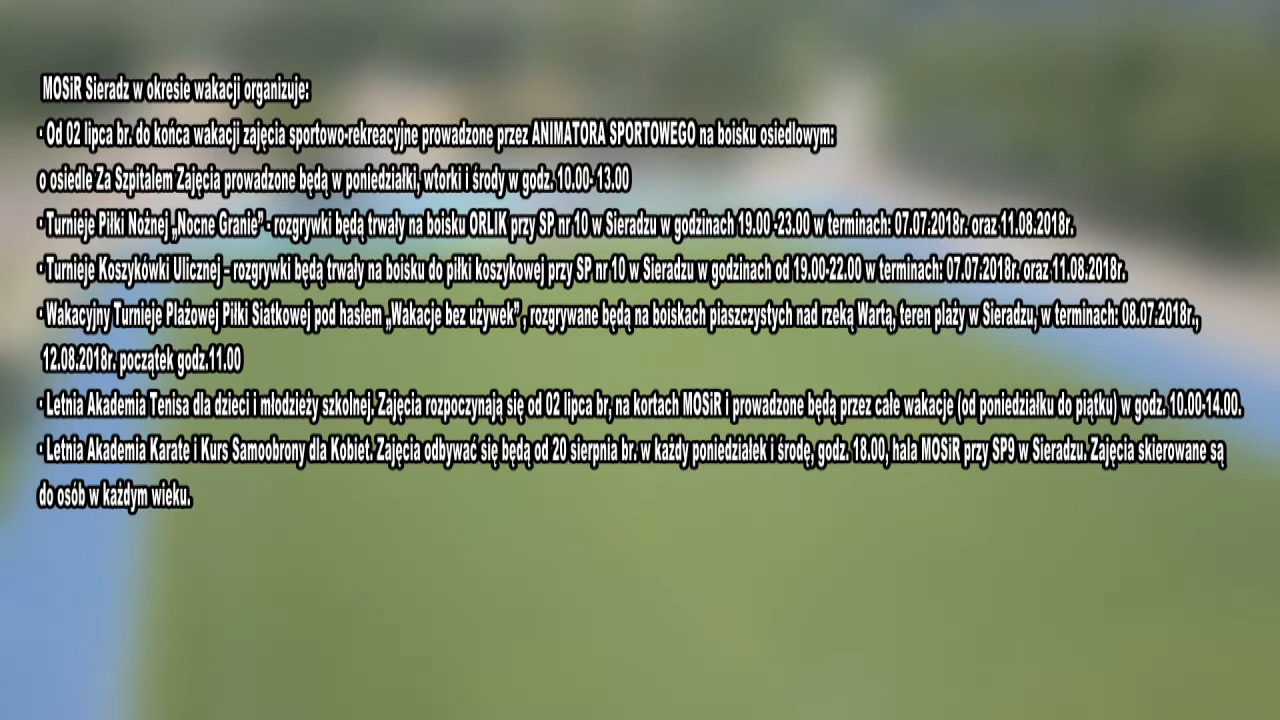 MOSiR Sieradz w okresie wakacji organizuje:
· Od 02 lipca br. do końca wakacji zajęcia sportowo-rekreacyjne prowadzone przez ANIMATORA SPORTOWEGO na boisku osiedlowym:
o osiedle Za Szpitalem Zajęcia prowadzone będą w poniedziałki, wtorki i środy w godz. 10.00- 13.00
· Turnieje Piłki Nożnej „Nocne Granie” - rozgrywki będą trwały na boisku ORLIK przy SP nr 10 w Sieradzu w godzinach 19.00 -23.00 w terminach: 07.07.2018r. oraz 11.08.2018r.
· Turnieje Koszykówki Ulicznej – rozgrywki będą trwały na boisku do piłki koszykowej przy SP nr 10 w Sieradzu w godzinach od 19.00-22.00 w terminach: 07.07.2018r. oraz 11.08.2018r.
· Wakacyjny Turnieje Plażowej Piłki Siatkowej pod hasłem „Wakacje bez używek” , rozgrywane będą na boiskach piaszczystych nad rzeką Wartą, teren plaży w Sieradzu, w terminach: 08.07.2018r.,
12.08.2018r. początek godz.11.00
· Letnia Akademia Tenisa dla dzieci i młodzieży szkolnej. Zajęcia rozpoczynają się od 02 lipca br, na kortach MOSiR i prowadzone będą przez całe wakacje (od poniedziałku do piątku) w godz. 10.00-14.00.
· Letnia Akademia Karate i Kurs Samoobrony dla Kobiet. Zajęcia odbywać się będą od 20 sierpnia br. w każdy poniedziałek i środę, godz. 18.00, hala MOSiR przy SP9 w Sieradzu. Zajęcia skierowane są
do osób w każdym wieku.